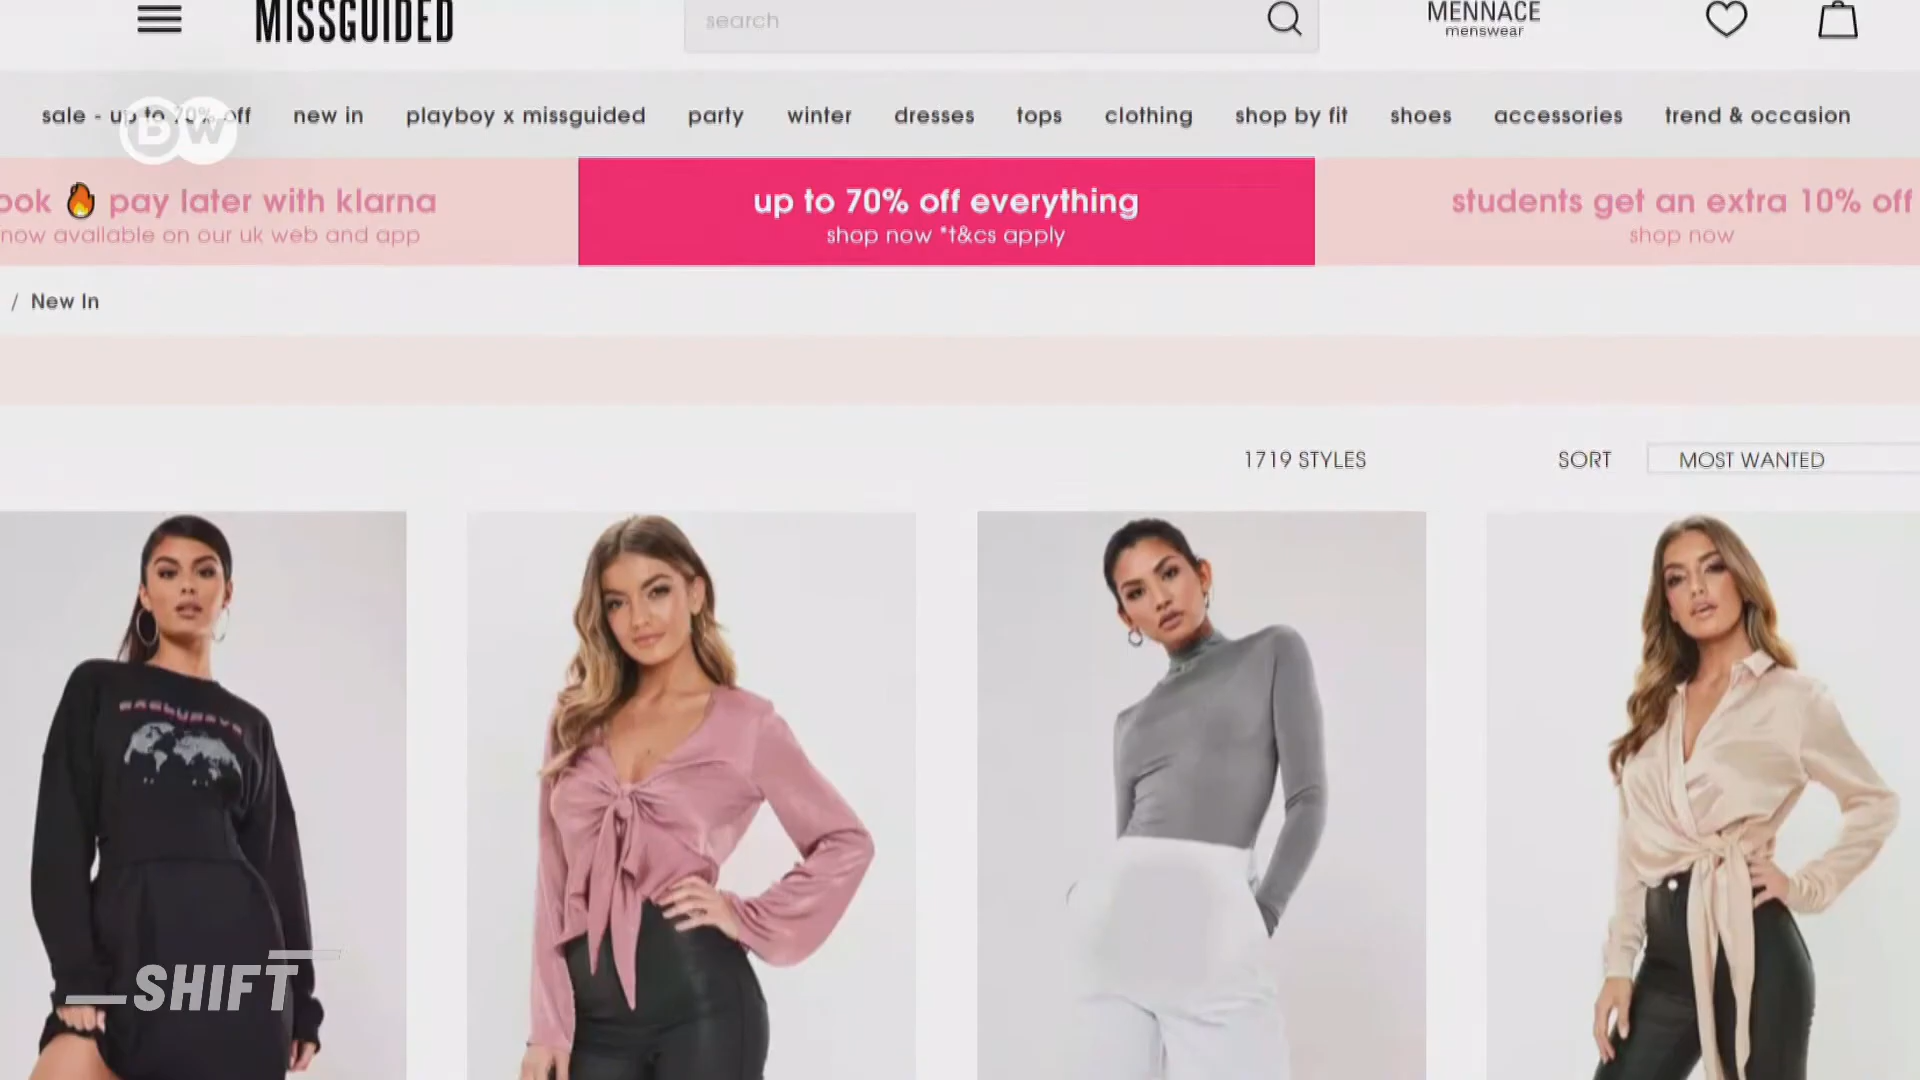 MISSGUIDED
search
MENNACE
menswear
sale - up to 70% off
new in
playboy x missguided
party
winter
dresses
tops
clothing
shop by fit
shoes
accessories
trend & occasion
DW
pay later with klarna
now available on our uk web and app
up to 70% off everything
shop now *t&cs apply
students get an extra 10% off
shop now
/ New In
1719 STYLES
SORT
MOST WANTED
SHIFT